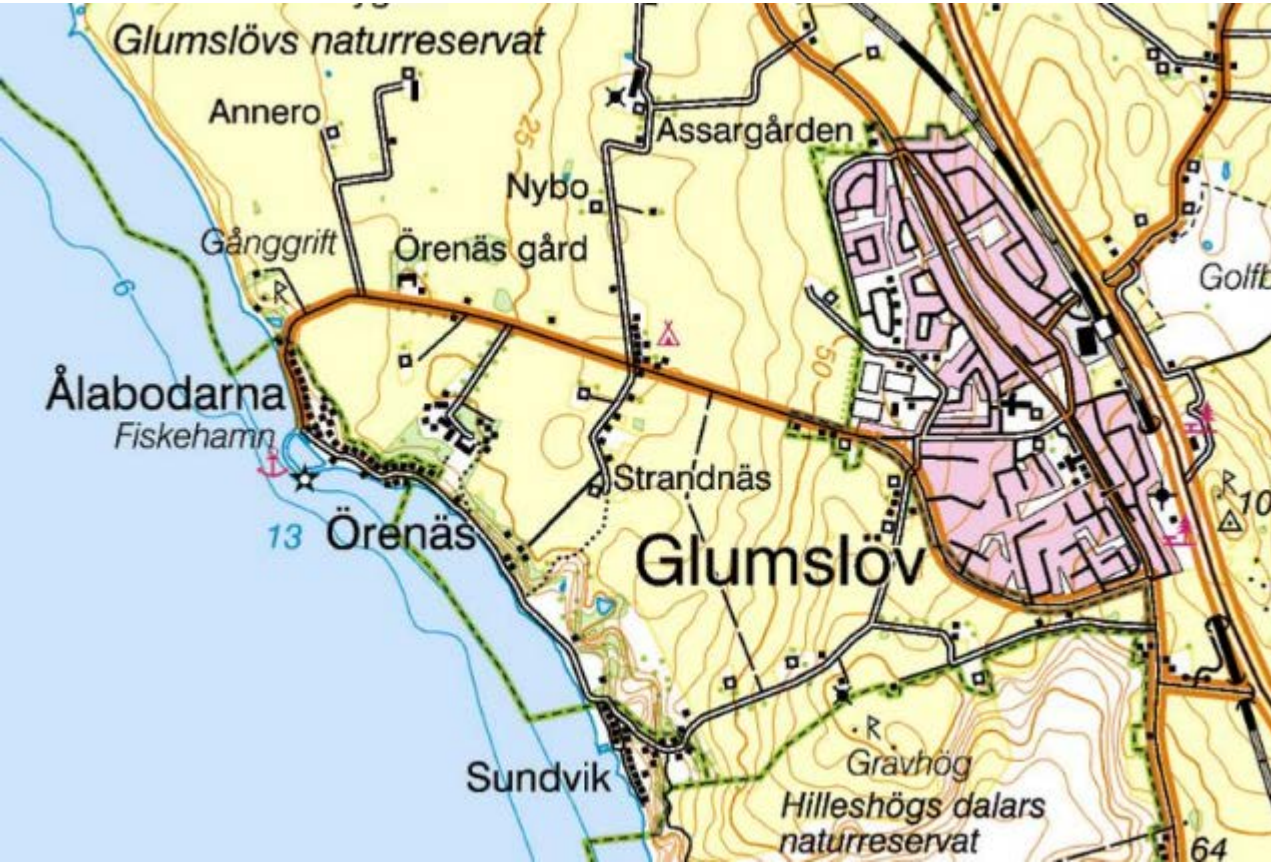 Glumslövs naturreservat
Annero
Assargården
25
Nybo
Gånggrift
Örenäs gård
R
Golfb
6
50
Ålabodarna
Fiskehamn
Strandnäs
R
10
13
Örenäs
Glumslöv
R
Gravhög
Sundvik
Hilleshögs dalars
naturreservat
64